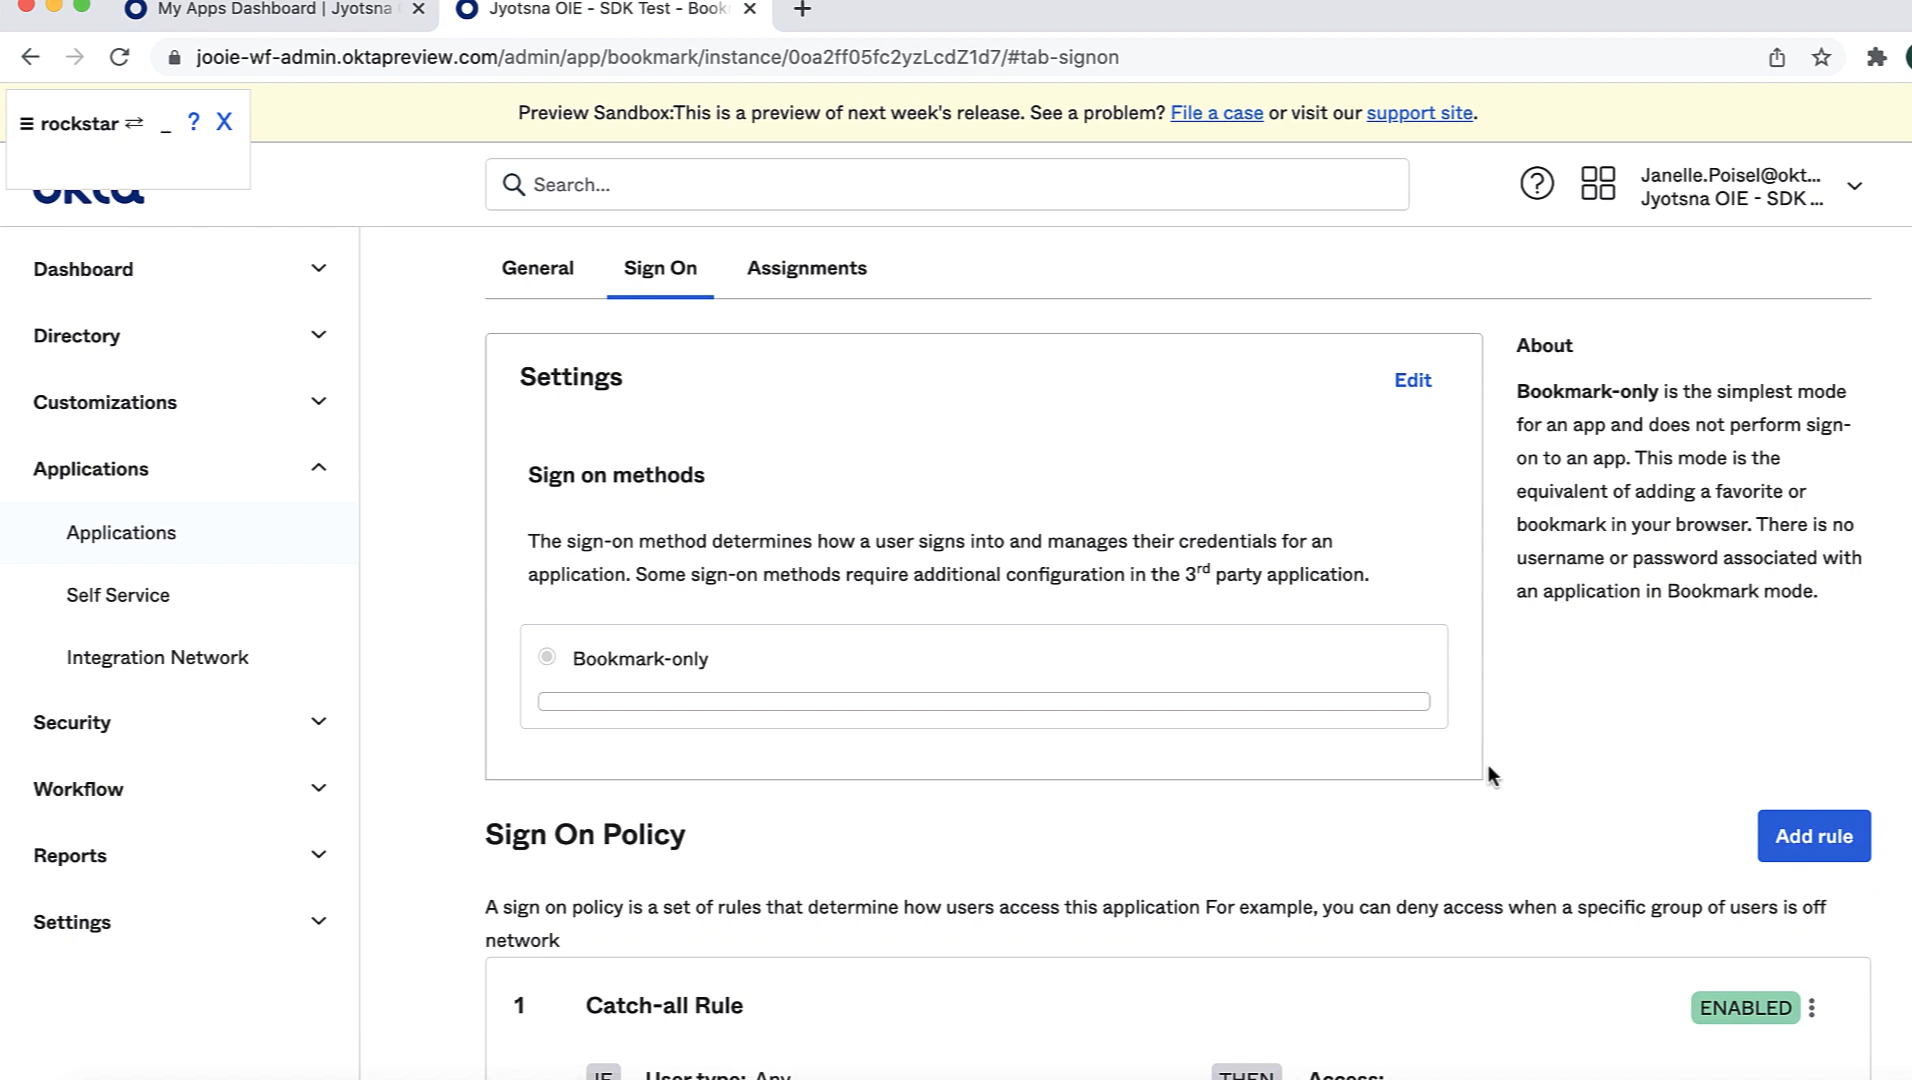 My Apps Dashboard | Jyotsna
Jyotsna OIE - SDK Test - Book
jooie-wf-admin.oktapreview.com/admin/app/bookmark/instance/0oa2ff05fc2yzLcdZ1d7/#tab-signon
rockstar ⇄ _ ? X
Preview Sandbox:This is a preview of next week's release. See a problem? File a case or visit our support site.
okta
Search...
Janelle.Poisel@okt...
Jyotsna OIE - SDK ...
Dashboard
Directory
Customizations
Applications
Applications
Self Service
Integration Network
Security
Workflow
Reports
Settings
General
Sign On
Assignments
Settings
Edit
Sign on methods
The sign-on method determines how a user signs into and manages their credentials for an
application. Some sign-on methods require additional configuration in the 3rd party application.
Bookmark-only
About
Bookmark-only is the simplest mode
for an app and does not perform sign-
on to an app. This mode is the
equivalent of adding a favorite or
bookmark in your browser. There is no
username or password associated with
an application in Bookmark mode.
Sign On Policy
Add rule
A sign on policy is a set of rules that determine how users access this application For example, you can deny access when a specific group of users is off
network
1
Catch-all Rule
ENABLED
IF
User type: Any
THEN
Access: